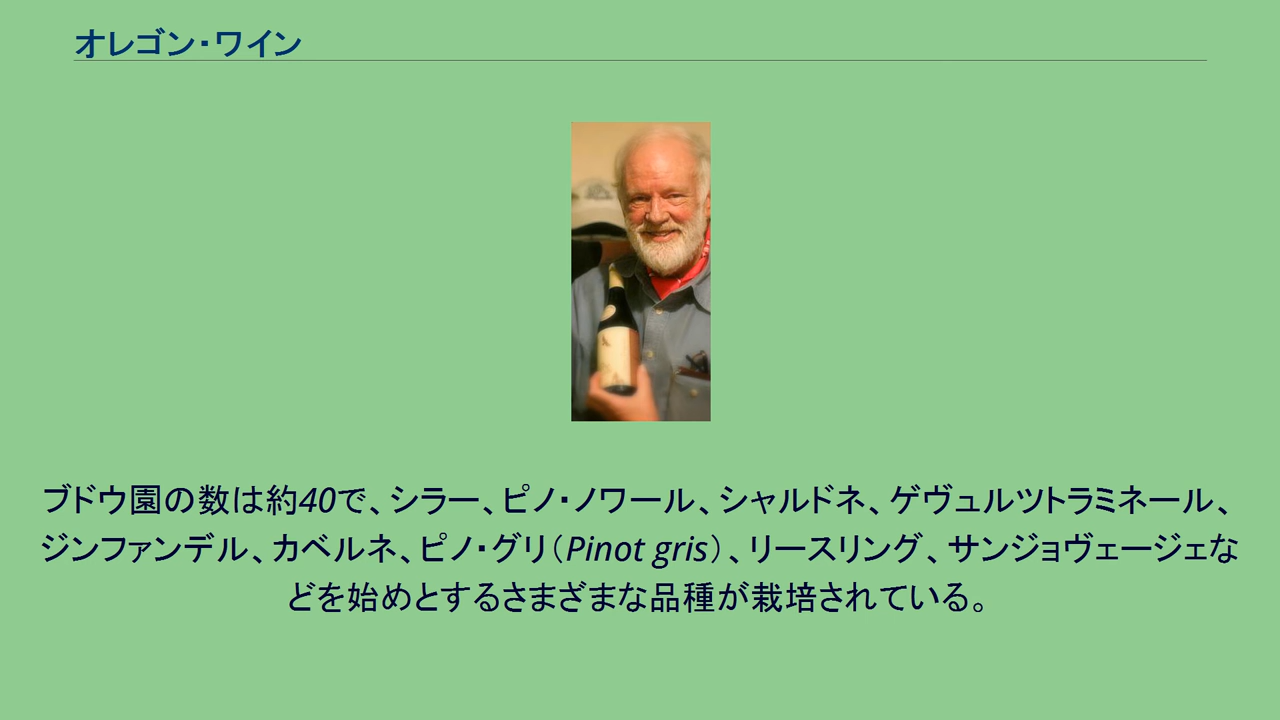 オレゴン・ワイン
ブドウ園の数は約40で、シラー、ピノ・ノワール、シャルドネ、ゲヴュルツトラミネール、
ジンファンデル、カベルネ、ピノ・グリ（Pinot gris）、リースリング、サンジョヴェージェな
どを始めとするさまざまな品種が栽培されている。